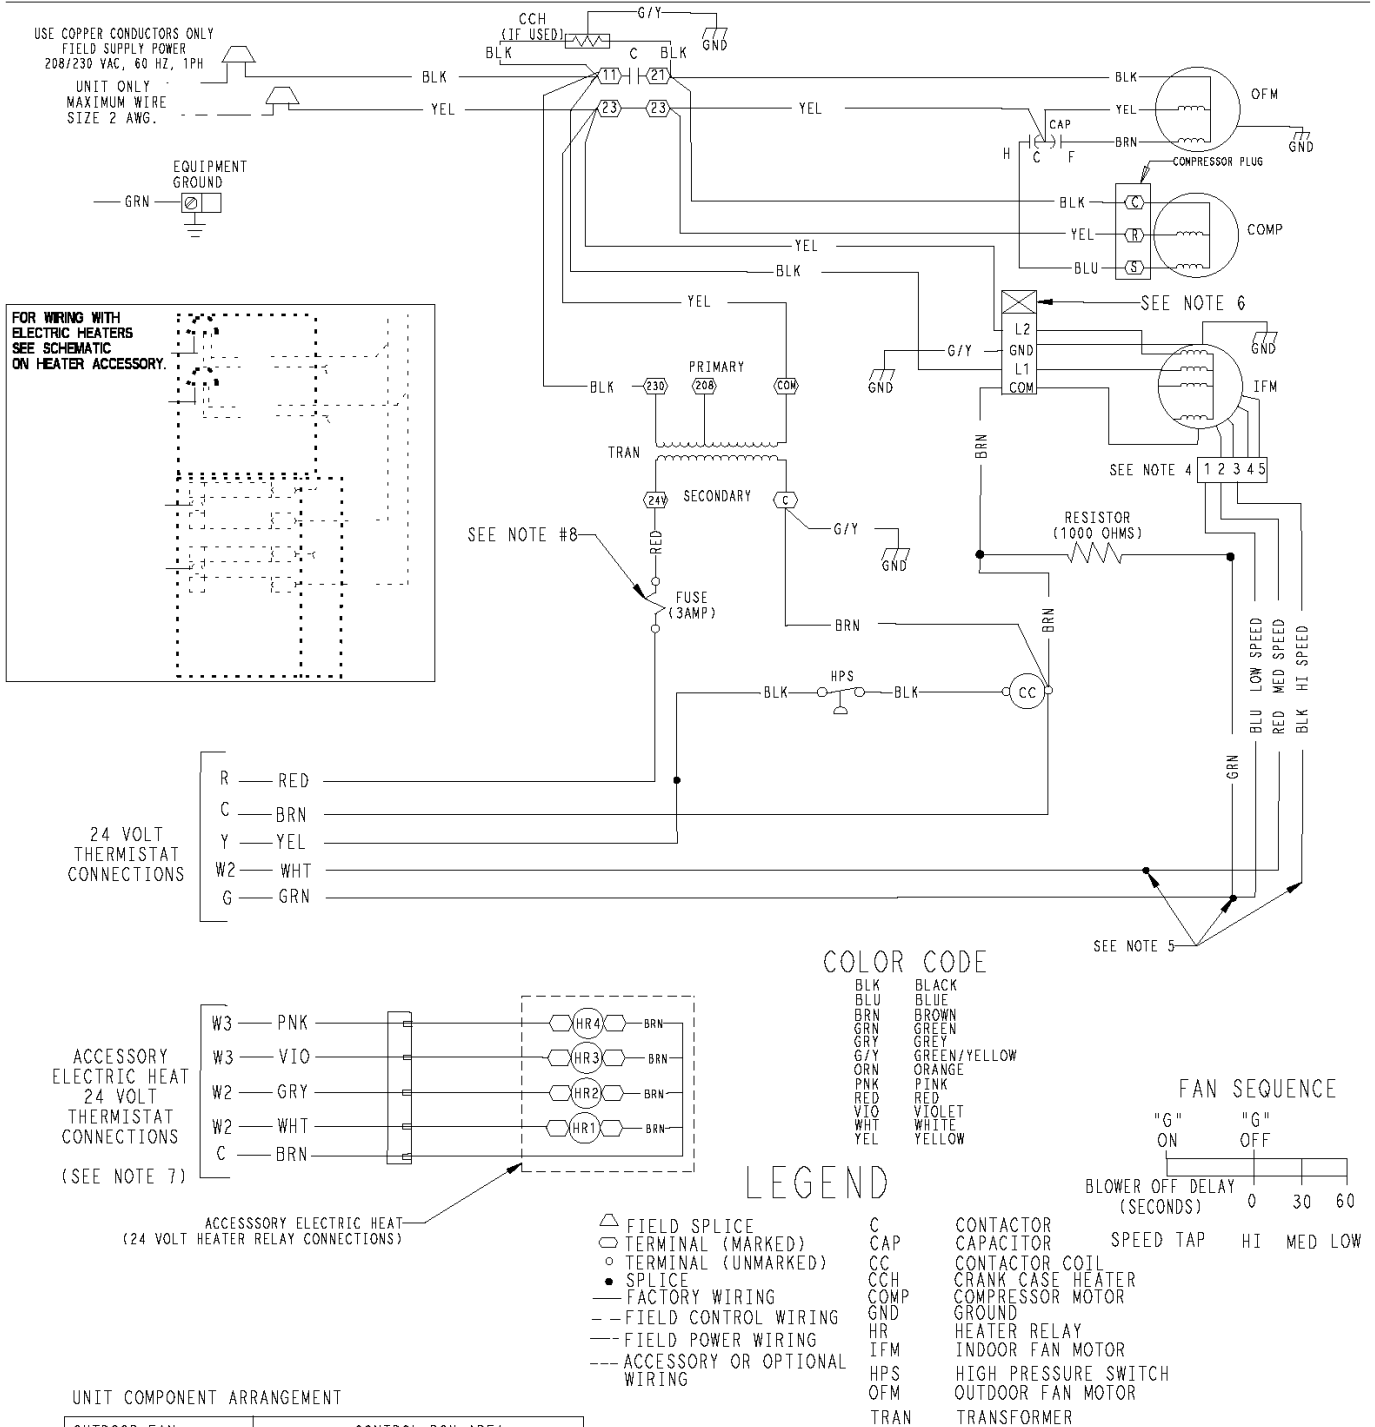 USE COPPER CONDUCTORS ONLY
FIELD SUPPLY POWER
208/230 VAC, 60 HZ, 1PH
UNIT ONLY
MAXIMUM WIRE
SIZE 2 AWG.
EQUIPMENT
GROUND
GRN
BLK
YEL
CCH
(IF USED)
G/Y
GND
BLK
C
BLK
11
21
23
23
YEL
BLK
YEL
BRN
OFM
GND
CAP
H
C
F
COMPRESSOR PLUG
BLK
C
YEL
R
BLU
S
COMP
YEL
BLK
YEL
SEE NOTE 6
L2
GND
L1
COM
G/Y
GND
GND
IFM
FOR WIRING WITH
ELECTRIC HEATERS
SEE SCHEMATIC
ON HEATER ACCESSORY.
PRIMARY
BLK
230
208
COM
TRAN
24V
SECONDARY
C
BRN
SEE NOTE 4
1 2 3 4 5
SEE NOTE #8
RED
G/Y
GND
RESISTOR
(1000 OHMS)
FUSE
(3AMP)
BRN
BRN
BLU LOW SPEED
RED MED SPEED
BLK HI SPEED
HPS
BLK
BLK
CC
GRN
24 VOLT
THERMISTAT
CONNECTIONS
R RED
C BRN
Y YEL
W2 WHT
G GRN
SEE NOTE 5
COLOR CODE
BLK BLACK
BLU BLUE
BRN BROWN
GRN GREEN
GRY GREY
G/Y GREEN/YELLOW
ORN ORANGE
PNK PINK
RED RED
VIO VIOLET
WHT WHITE
YEL YELLOW
ACCESSORY
ELECTRIC HEAT
24 VOLT
THERMISTAT
CONNECTIONS
(SEE NOTE 7)
W3 PNK HR4 BRN
W3 VIO HR3 BRN
W2 GRY HR2 BRN
W2 WHT HR1 BRN
C BRN
ACCESSSORY ELECTRIC HEAT
(24 VOLT HEATER RELAY CONNECTIONS)
FAN SEQUENCE
"G" "G"
ON OFF
BLOWER OFF DELAY
(SECONDS)
0 30 60
SPEED TAP HI MED LOW
LEGEND
FIELD SPLICE
TERMINAL (MARKED)
TERMINAL (UNMARKED)
SPLICE
FACTORY WIRING
FIELD CONTROL WIRING
FIELD POWER WIRING
ACCESSORY OR OPTIONAL
WIRING
C CONTACTOR
CAP CAPACITOR
CC CONTACTOR COIL
CCH CRANK CASE HEATER
COMP COMPRESSOR MOTOR
GND GROUND
HR HEATER RELAY
IFM INDOOR FAN MOTOR
HPS HIGH PRESSURE SWITCH
OFM OUTDOOR FAN MOTOR
TRAN TRANSFORMER
UNIT COMPONENT ARRANGEMENT